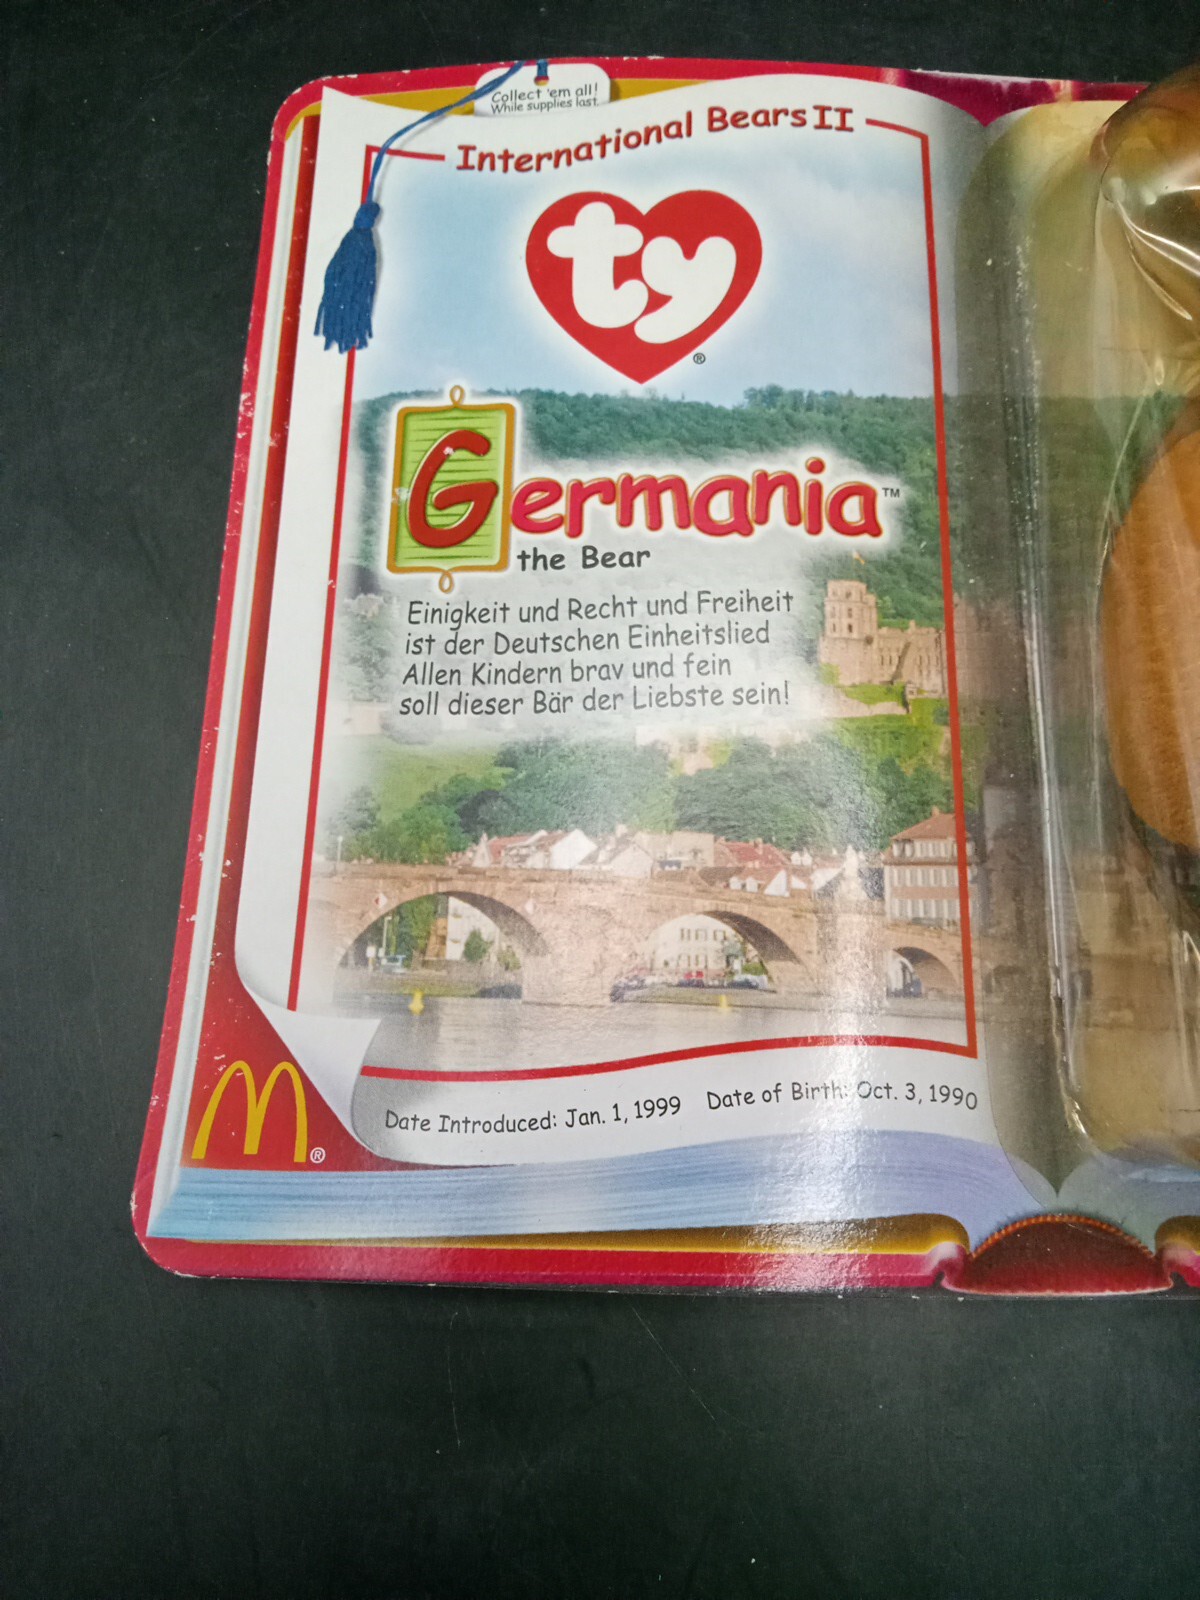 Collect 'em all!
While supplies last.
International Bears II
ty
®
Germania™
the Bear
Einigkeit und Recht und Freiheit
ist der Deutschen Einheitslied
Allen Kindern brav und fein
soll dieser Bär der Liebste sein!
Date Introduced: Jan. 1, 1999 Date of Birth: Oct. 3, 1990
M®